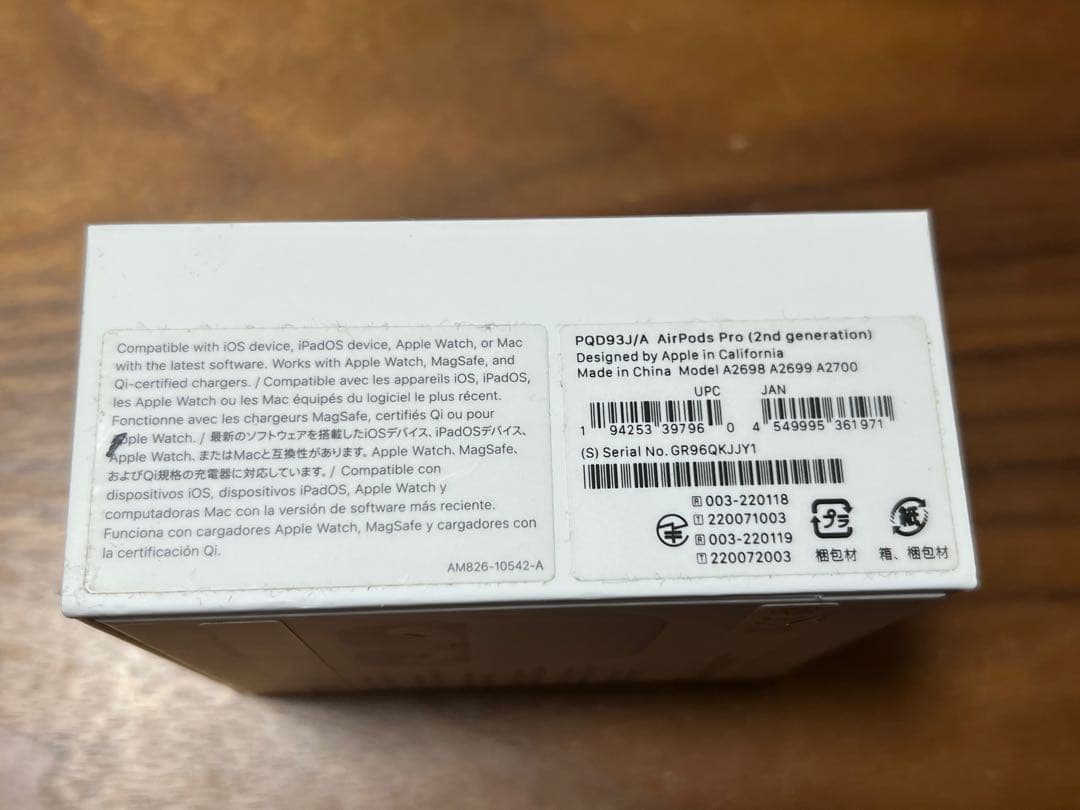 Compatible with iOS device, iPadOS device, Apple Watch, or Mac
with the latest software. Works with Apple Watch, MagSafe, and
Qi-certified chargers. / Compatible avec les appareils iOS, iPadOS,
les Apple Watch ou les Mac équipés du logiciel le plus récent.
Fonctionne avec les chargeurs MagSafe, certifiés Qi ou pour
Apple Watch. / 最新のソフトウェアを搭載したiOSデバイス、iPadOSデバイス、
Apple Watch、またはMacと互換性があります。Apple Watch、MagSafe、
およびQi規格の充電器に対応しています。/ Compatible con
dispositivos iOS, dispositivos iPadOS, Apple Watch y
computadoras Mac con la versión de software más reciente.
Funciona con cargadores Apple Watch, MagSafe y cargadores con
la certificación Qi.
AM826-10542-A
PQD93J/A AirPods Pro (2nd generation)
Designed by Apple in California
Made in China Model A2698 A2699 A2700
UPC JAN
1 94253 39796 0 4 549995 361971
(S) Serial No. GR96QKJJY1
R 003-220118
T 220071003
R 003-220119
T 220072003
プラ
梱包材
紙
箱、梱包材